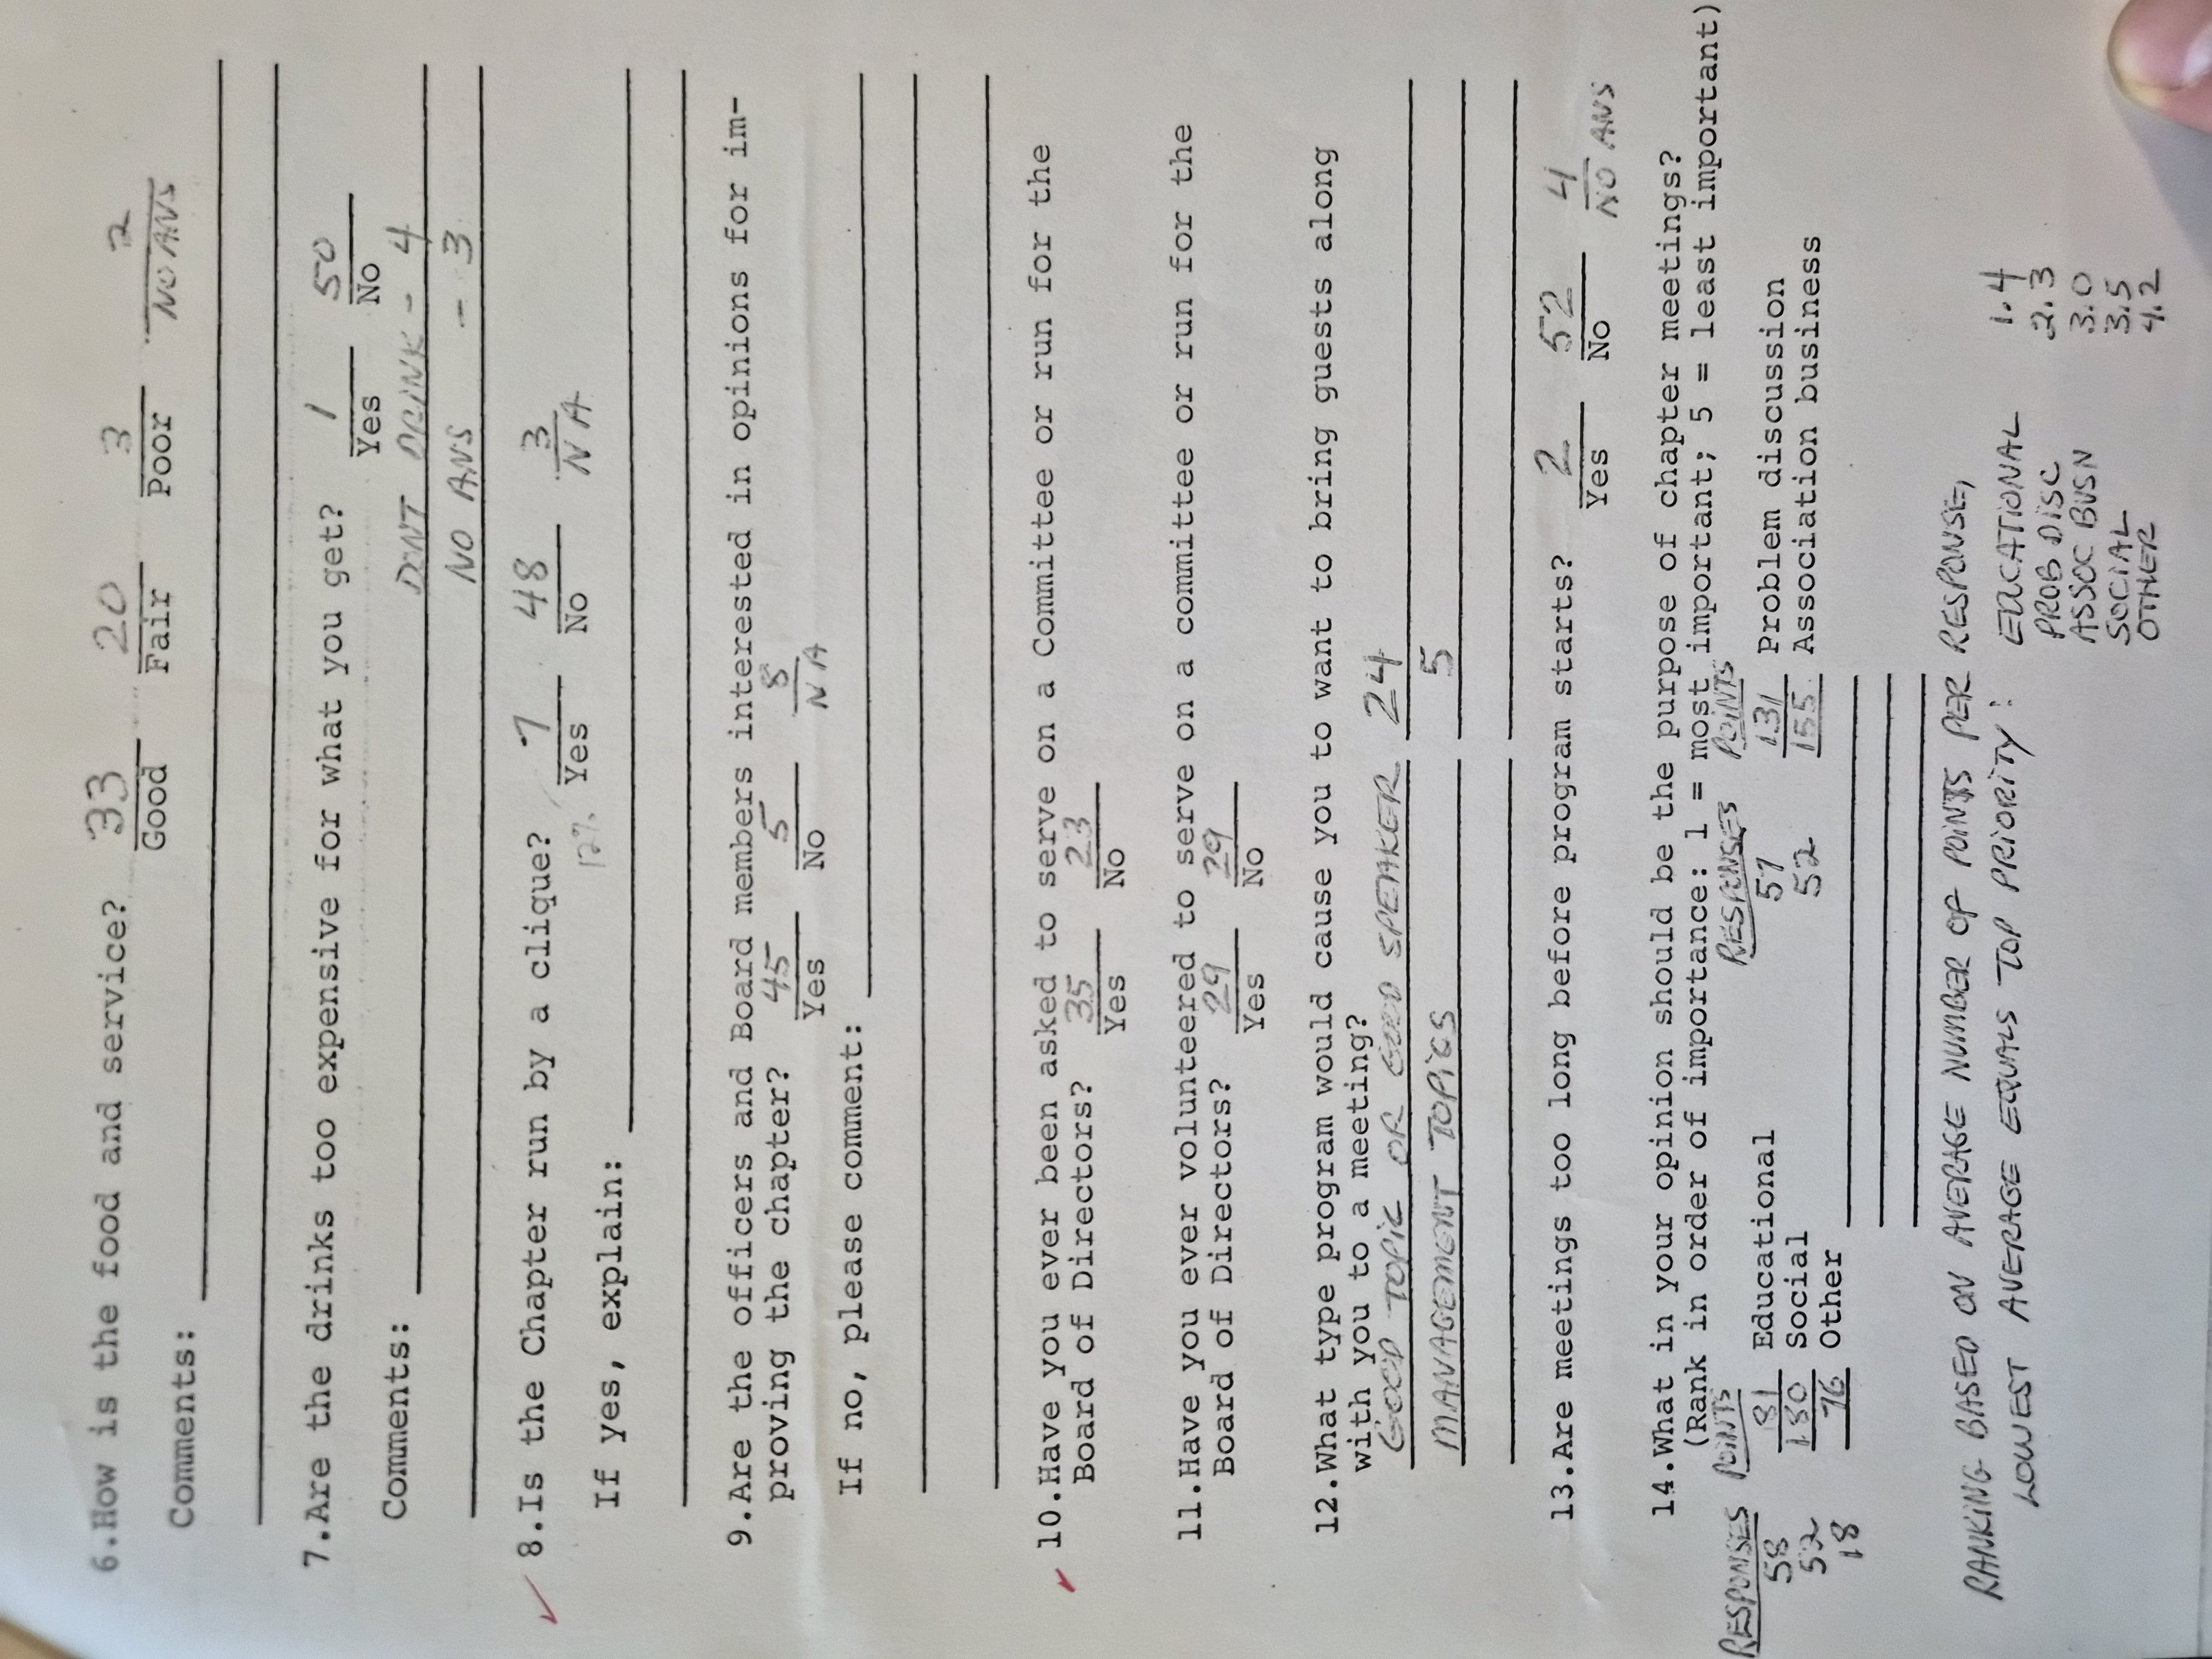 6.How is the food and service? 33 20 3 2
Good Fair Poor NO ANS
Comments:
7.Are the drinks too expensive for what you get? 1 50
Yes No
Comments: DONT DRINK - 4
NO ANS - 3
8.Is the Chapter run by a clique? 7 48 3
12% Yes No N A
If yes, explain:
9.Are the officers and Board members interested in opinions for im-
proving the chapter? 45 5 8
Yes No N A
If no, please comment:
10.Have you ever been asked to serve on a Committee or run for the
Board of Directors? 35 23
Yes No
11.Have you ever volunteered to serve on a committee or run for the
Board of Directors? 29 29
Yes No
12.What type program would cause you to want to bring guests along
with you to a meeting?
GOOD TOPIC OR GOOD SPEAKER 24
MANAGEMENT TOPICS 5
13.Are meetings too long before program starts? 2 52 4
Yes No NO ANS
14.What in your opinion should be the purpose of chapter meetings?
(Rank in order of importance: 1 = most important; 5 = least important)
RESPONSES POINTS RESPONSES POINTS
58 81 Educational 57 131 Problem discussion
52 180 Social 52 155 Association business
18 76 Other
RANKING BASED ON AVERAGE NUMBER OF POINTS PER RESPONSE,
LOWEST AVERAGE EQUALS TOP PRIORITY: EDUCATIONAL 1.4
PROB DISC 2.3
ASSOC BUSN 3.0
SOCIAL 3.5
OTHER 4.2